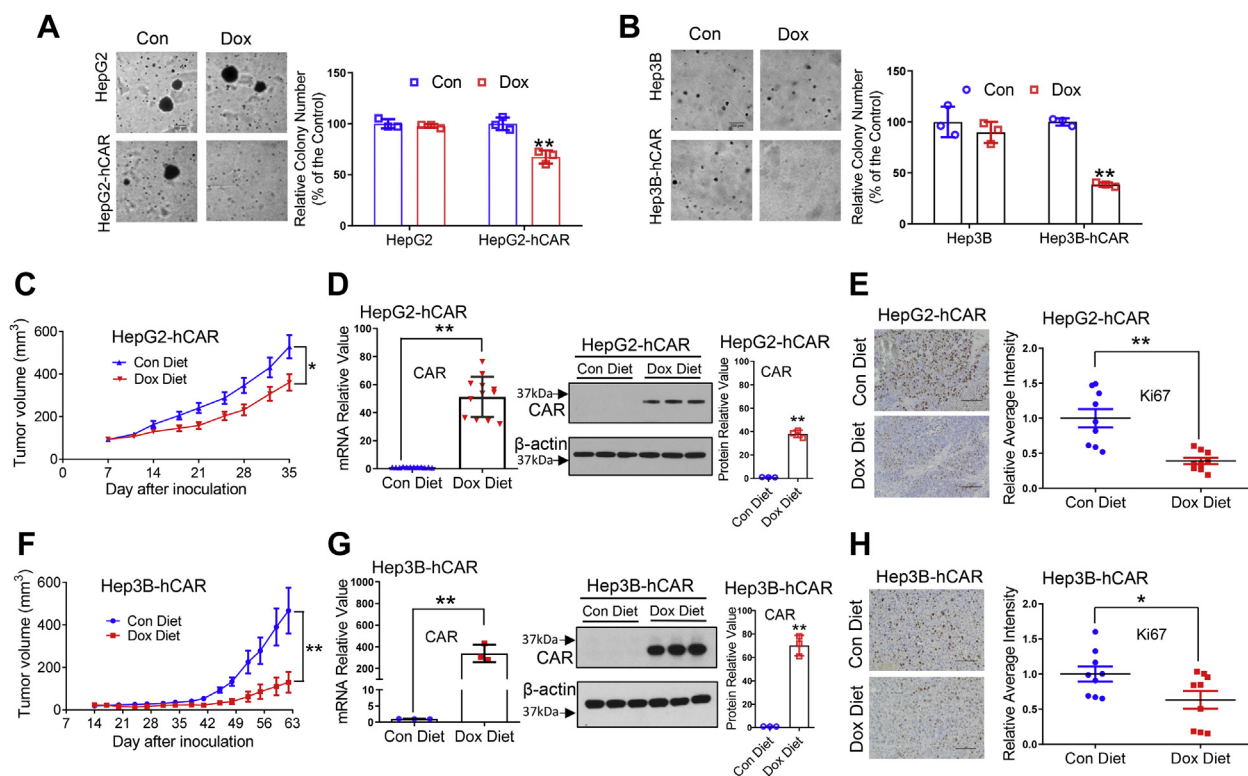 A
Con
Dox
HepG2
HepG2-hCAR
Relative Colony Number
(% of the Control)
150
100
50
0
Con
Dox
**
HepG2
HepG2-hCAR
B
Con
Dox
Hep3B
Hep3B-hCAR
Relative Colony Number
(% of the Control)
150
100
50
0
Con
Dox
**
Hep3B
Hep3B-hCAR
C
HepG2-hCAR
Con Diet
Dox Diet
Tumor volume (mm³)
600
400
200
0
0
7
14
21
28
35
*
Day after inoculation
D
HepG2-hCAR
**
CAR
mRNA Relative Value
100
80
60
40
20
0
Con Diet
Dox Diet
HepG2-hCAR
Con Diet
Dox Diet
37kDa
CAR
β-actin
37kDa
HepG2-hCAR
CAR
**
Protein Relative Value
100
80
60
40
20
0
Con Diet
Dox Diet
E
HepG2-hCAR
Con Diet
Dox Diet
HepG2-hCAR
**
Ki67
Relative Average Intensity
2.0
1.5
1.0
0.5
0.0
Con Diet
Dox Diet
F
Hep3B-hCAR
Con Diet
Dox Diet
Tumor volume (mm³)
600
400
200
0
7
14
21
28
35
42
49
56
63
**
Day after inoculation
G
Hep3B-hCAR
**
CAR
mRNA Relative Value
1000
800
600
400
200
10
5
0
Con Diet
Dox Diet
Hep3B-hCAR
Con Diet
Dox Diet
37kDa
CAR
β-actin
37kDa
Hep3B-hCAR
CAR
**
Protein Relative Value
100
80
60
40
20
0
Con Diet
Dox Diet
H
Hep3B-hCAR
Con Diet
Dox Diet
Hep3B-hCAR
*
Ki67
Relative Average Intensity
2.0
1.5
1.0
0.5
0.0
Con Diet
Dox Diet